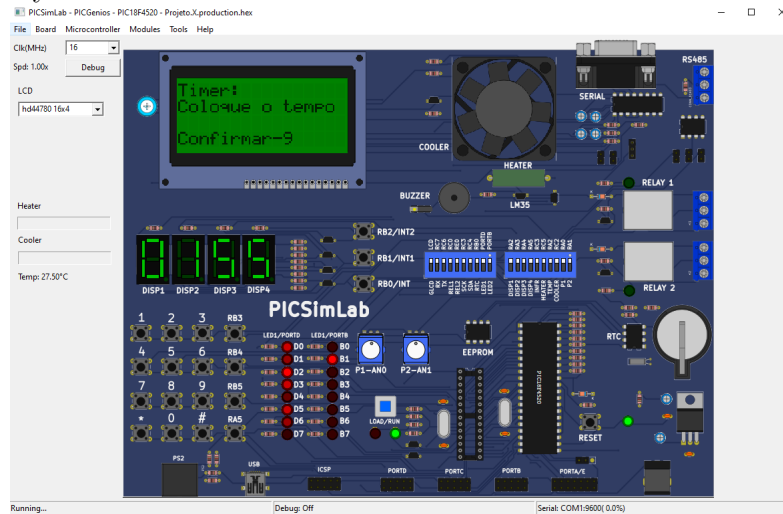 PICSimLab - PICGenios - PIC18F4520 - Projeto.X.production.hex
File Board Microcontroller Modules Tools Help
Clk(MHz) 16
Spd: 1.00x Debug
LCD
hd44780 16x4
Heater
Cooler
Temp: 27.50°C
Timer:
Coloque o tempo
Confirmar-9
COOLER
SERIAL
RS485
HEATER
BUZZER
LM35
RELAY 1
RELAY 2
RB2/INT2
RB1/INT1
RB0/INT
0155
DISP1 DISP2 DISP3 DISP4
PICSimLab
1 2 3 RB3
4 5 6 RB4
7 8 9 RB5
* 0 # RA5
LED1/PORTD LED1/PORTB
D0 B0
D1 B1
D2 B2
D3 B3
D4 B4
D5 B5
D6 B6
D7 B7
P1-AN0 P2-AN1
EEPROM
LOAD/RUN
PIC18F4520
RTC
RESET
PS2
USB
ICSP
PORTD PORTC PORTB PORTA/E
Running... Debug: Off Serial: COM1:9600( 0.0%)